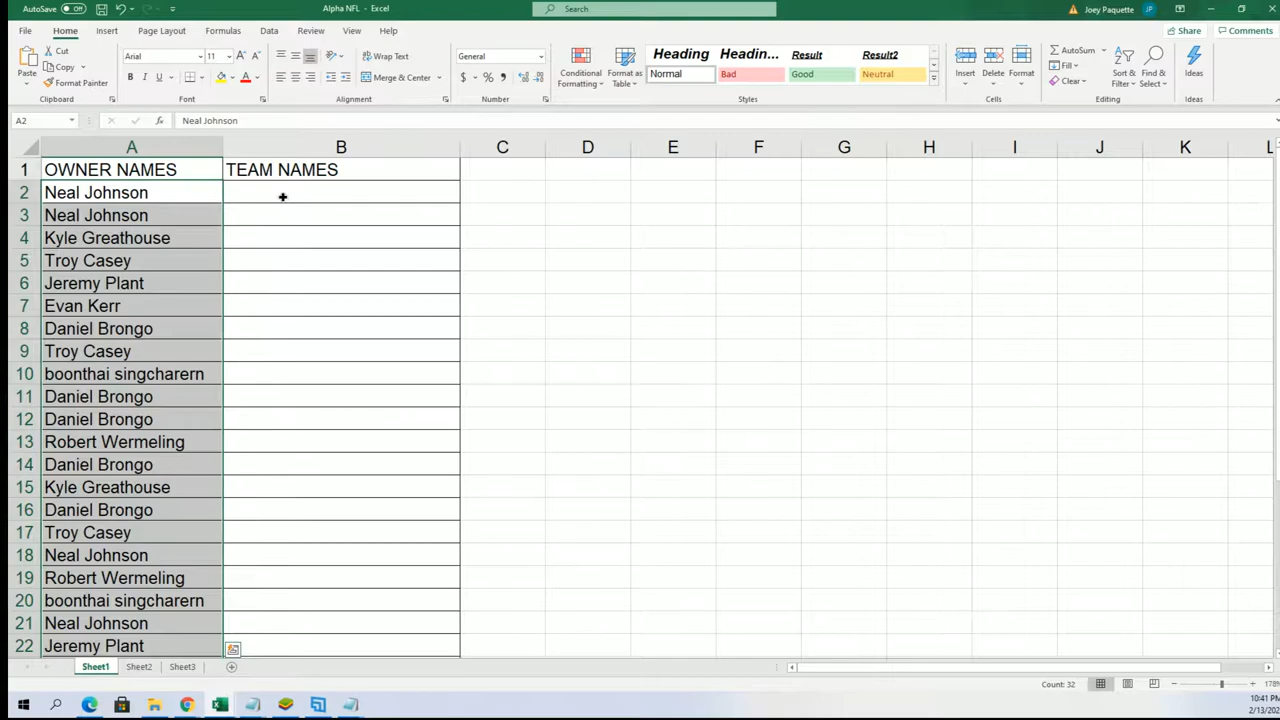 AutoSave Off
Alpha NFL - Excel
Search
Joey Paquette JP
File Home Insert Page Layout Formulas Data Review View Help
Share Comments
Cut
Copy
Format Painter
Paste
Clipboard
Arial 11
B I U
Font
Wrap Text
Merge & Center
Alignment
General
$ % ,
Number
Conditional Formatting
Format as Table
Heading Headin... Result Result2
Normal Bad Good Neutral
Styles
Insert Delete Format
Cells
AutoSum
Fill
Clear
Sort & Filter
Find & Select
Editing
Ideas
Ideas
A2 fx Neal Johnson
A B C D E F G H I J K L
1 OWNER NAMES TEAM NAMES
2 Neal Johnson
3 Neal Johnson
4 Kyle Greathouse
5 Troy Casey
6 Jeremy Plant
7 Evan Kerr
8 Daniel Brongo
9 Troy Casey
10 boonthai singcharern
11 Daniel Brongo
12 Daniel Brongo
13 Robert Wermeling
14 Daniel Brongo
15 Kyle Greathouse
16 Daniel Brongo
17 Troy Casey
18 Neal Johnson
19 Robert Wermeling
20 boonthai singcharern
21 Neal Johnson
22 Jeremy Plant
Sheet1 Sheet2 Sheet3
Count: 32
178%
10:41 PM
2/13/202